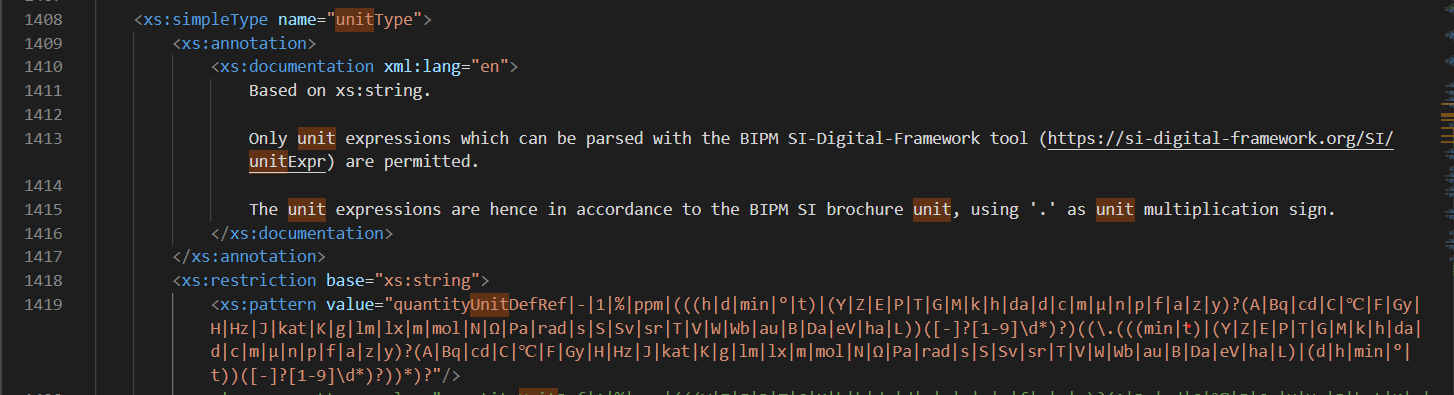 1408 <xs:simpleType name="unitType">
1409 <xs:annotation>
1410 <xs:documentation xml:lang="en">
1411 Based on xs:string.
1412
1413 Only unit expressions which can be parsed with the BIPM SI-Digital-Framework tool (https://si-digital-framework.org/SI/
unitExpr) are permitted.
1414
1415 The unit expressions are hence in accordance to the BIPM SI brochure unit, using '.' as unit multiplication sign.
1416 </xs:documentation>
1417 </xs:annotation>
1418 <xs:restriction base="xs:string">
1419 <xs:pattern value="quantityUnitDefRef|-|1|%|ppm|(((h|d|min|°|t)|(Y|Z|E|P|T|G|M|k|h|da|d|c|m|µ|n|p|f|a|z|y)?(A|Bq|cd|C|℃|F|Gy|
H|Hz|J|kat|K|g|lm|lx|m|mol|N|Ω|Pa|rad|s|S|Sv|sr|T|V|W|Wb|au|B|Da|eV|ha|L))([-]?[1-9]\d*)?)((\.(((min|t)|(Y|Z|E|P|T|G|M|k|h|da|
d|c|m|µ|n|p|f|a|z|y)?(A|Bq|cd|C|℃|F|Gy|H|Hz|J|kat|K|g|lm|lx|m|mol|N|Ω|Pa|rad|s|S|Sv|sr|T|V|W|Wb|au|B|Da|eV|ha|L)|(d|h|min|°|
t))([-]?[1-9]\d*)?))*)?"/>